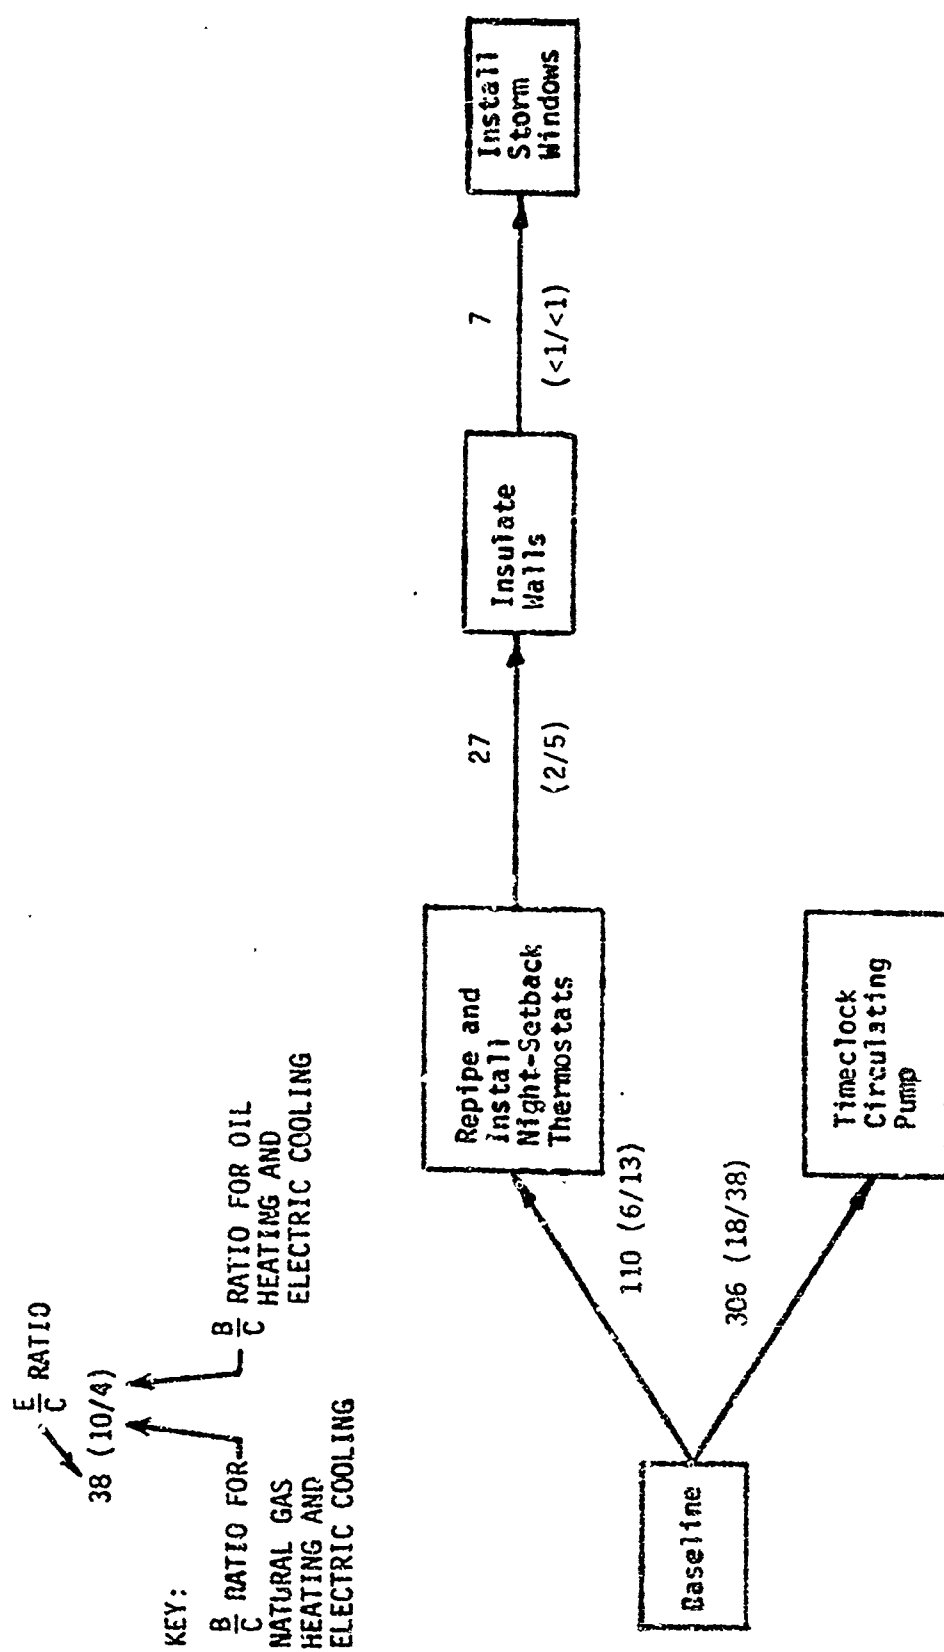 KEY:
E/C RATIO
38 (10/4)
B/C RATIO FOR
NATURAL GAS
HEATING AND
ELECTRIC COOLING
B/C RATIO FOR OIL
HEATING AND
ELECTRIC COOLING
Baseline
110 (6/13)
306 (18/38)
Repipe and
Install
Night-Setback
Thermostats
Timeclock
Circulating
Pump
27
(2/5)
Insulate
Walls
7
(<1/<1)
Install
Storm
Windows